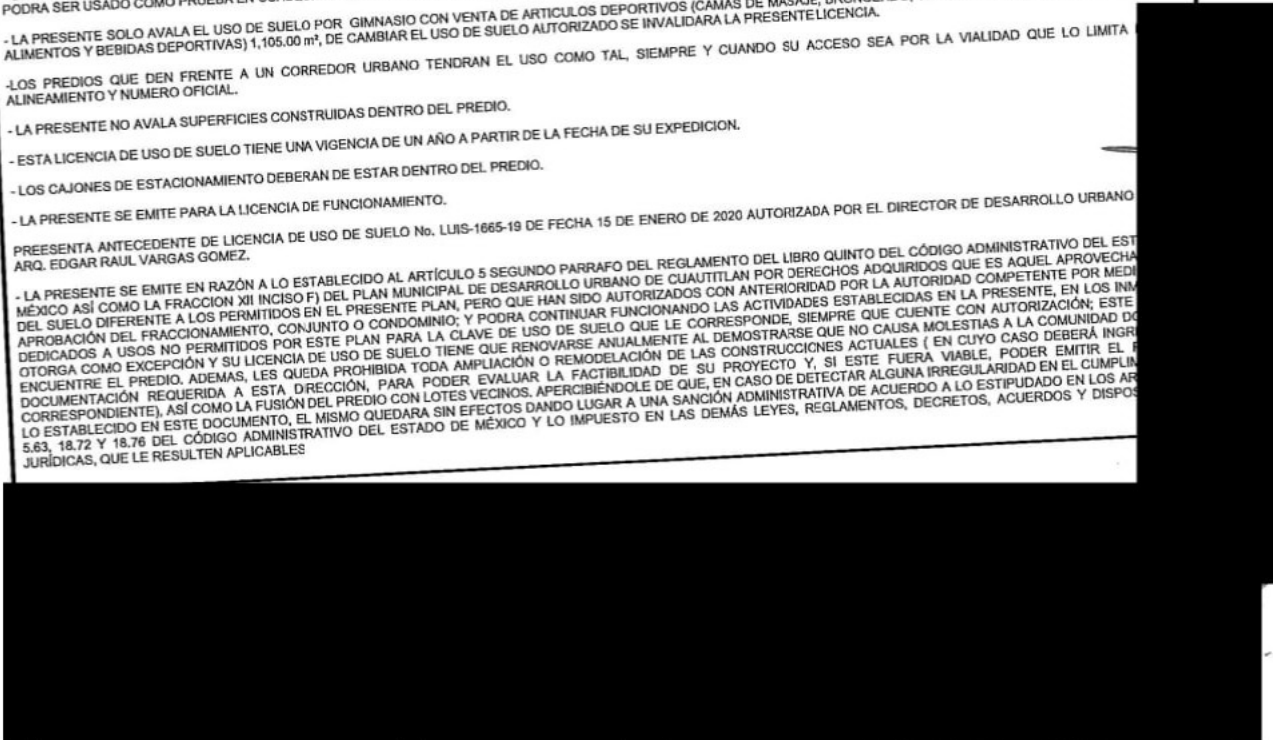 PODRA SER USADO COMO PRUEBA EN
- LA PRESENTE SOLO AVALA EL USO DE SUELO POR GIMNASIO CON VENTA DE ARTICULOS DEPORTIVOS (CAMAS DE MASAJE,
ALIMENTOS Y BEBIDAS DEPORTIVAS) 1,105.00 m², DE CAMBIAR EL USO DE SUELO AUTORIZADO SE INVALIDARA LA PRESENTE LICENCIA.
-LOS PREDIOS QUE DEN FRENTE A UN CORREDOR URBANO TENDRAN EL USO COMO TAL, SIEMPRE Y CUANDO SU ACCESO SEA POR LA VIALIDAD QUE LO LIMITA
ALINEAMIENTO Y NUMERO OFICIAL.
- LA PRESENTE NO AVALA SUPERFICIES CONSTRUIDAS DENTRO DEL PREDIO.
- ESTA LICENCIA DE USO DE SUELO TIENE UNA VIGENCIA DE UN AÑO A PARTIR DE LA FECHA DE SU EXPEDICION.
- LOS CAJONES DE ESTACIONAMIENTO DEBERAN DE ESTAR DENTRO DEL PREDIO.
- LA PRESENTE SE EMITE PARA LA LICENCIA DE FUNCIONAMIENTO.
PREESENTA ANTECEDENTE DE LICENCIA DE USO DE SUELO No. LUIS-1665-19 DE FECHA 15 DE ENERO DE 2020 AUTORIZADA POR EL DIRECTOR DE DESARROLLO URBANO
ARQ. EDGAR RAUL VARGAS GOMEZ.
- LA PRESENTE SE EMITE EN RAZÓN A LO ESTABLECIDO AL ARTÍCULO 5 SEGUNDO PARRAFO DEL REGLAMENTO DEL LIBRO QUINTO DEL CÓDIGO ADMINISTRATIVO DEL EST
MÉXICO ASÍ COMO LA FRACCION XII INCISO F) DEL PLAN MUNICIPAL DE DESARROLLO URBANO DE CUAUTITLAN POR DERECHOS ADQUIRIDOS QUE ES AQUEL APROVECHA
DEL SUELO DIFERENTE A LOS PERMITIDOS EN EL PRESENTE PLAN, PERO QUE HAN SIDO AUTORIZADOS CON ANTERIORIDAD POR LA AUTORIDAD COMPETENTE POR MEDI
APROBACIÓN DEL FRACCIONAMIENTO, CONJUNTO O CONDOMINIO; Y PODRA CONTINUAR FUNCIONANDO LAS ACTIVIDADES ESTABLECIDAS EN LA PRESENTE, EN LOS INM
DEDICADOS A USOS NO PERMITIDOS POR ESTE PLAN PARA LA CLAVE DE USO DE SUELO QUE LE CORRESPONDE, SIEMPRE QUE CUENTE CON AUTORIZACIÓN; ESTE
OTORGA COMO EXCEPCIÓN Y SU LICENCIA DE USO DE SUELO TIENE QUE RENOVARSE ANUALMENTE AL DEMOSTRARSE QUE NO CAUSA MOLESTIAS A LA COMUNIDAD DO
ENCUENTRE EL PREDIO. ADEMAS, LES QUEDA PROHIBIDA TODA AMPLIACIÓN O REMODELACIÓN DE LAS CONSTRUCCIONES ACTUALES ( EN CUYO CASO DEBERÁ INGR
DOCUMENTACIÓN REQUERIDA A ESTA DIRECCIÓN, PARA PODER EVALUAR LA FACTIBILIDAD DE SU PROYECTO Y, SI ESTE FUERA VIABLE, PODER EMITIR EL
CORRESPONDIENTE), ASÍ COMO LA FUSIÓN DEL PREDIO CON LOTES VECINOS. APERCIBIÉNDOLE DE QUE, EN CASO DE DETECTAR ALGUNA IRREGULARIDAD EN EL CUMPLIM
LO ESTABLECIDO EN ESTE DOCUMENTO, EL MISMO QUEDARA SIN EFECTOS DANDO LUGAR A UNA SANCIÓN ADMINISTRATIVA DE ACUERDO A LO ESTIPUDADO EN LOS AR
5.63, 18.72 Y 18.76 DEL CÓDIGO ADMINISTRATIVO DEL ESTADO DE MÉXICO Y LO IMPUESTO EN LAS DEMÁS LEYES, REGLAMENTOS, DECRETOS, ACUERDOS Y DISPOS
JURÍDICAS, QUE LE RESULTEN APLICABLES